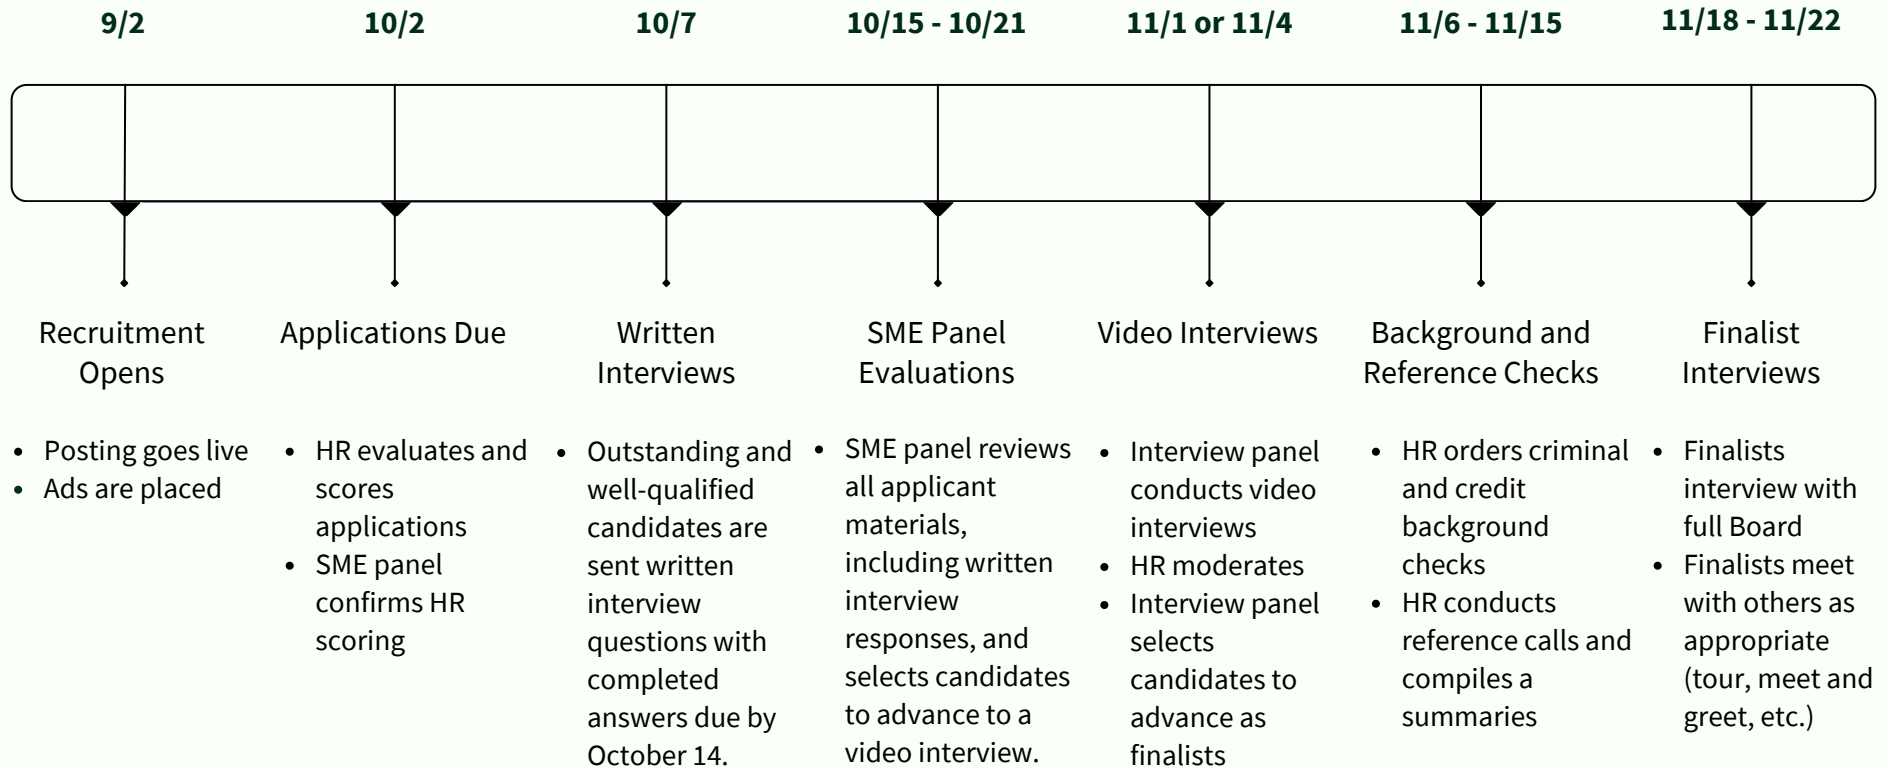 9/2
10/2
10/7
10/15 - 10/21
11/1 or 11/4
11/6 - 11/15
11/18 - 11/22
Recruitment
Opens
Applications Due
Written
Interviews
SME Panel
Evaluations
Video Interviews
Background and
Reference Checks
Finalist
Interviews
• Posting goes live
• Ads are placed
• HR evaluates and
scores
applications
• SME panel
confirms HR
scoring
• Outstanding and
well-qualified
candidates are
sent written
interview
questions with
completed
answers due by
October 14.
• SME panel reviews
all applicant
materials,
including written
interview
responses, and
selects candidates
to advance to a
video interview.
• Interview panel
conducts video
interviews
• HR moderates
• Interview panel
selects
candidates to
advance as
finalists
• HR orders criminal
and credit
background
checks
• HR conducts
reference calls and
compiles a
summaries
• Finalists
interview with
full Board
• Finalists meet
with others as
appropriate
(tour, meet and
greet, etc.)